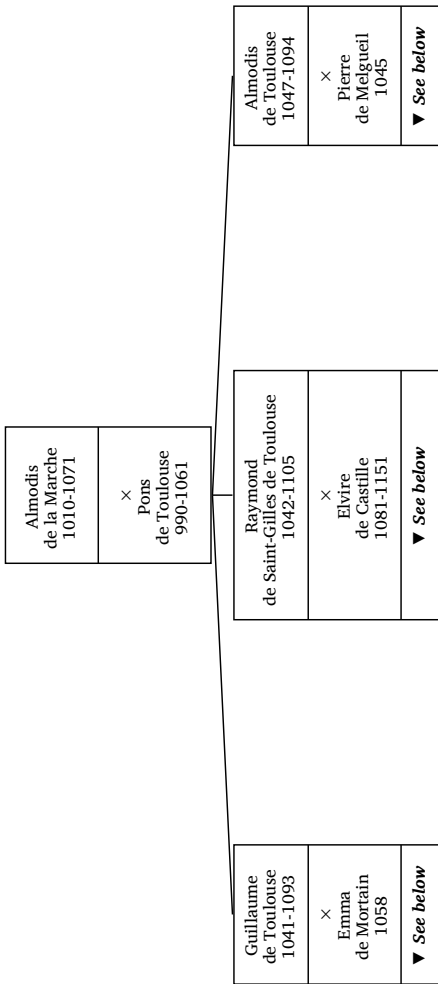 Almodis
de la Marche
1010-1071
×
Pons
de Toulouse
990-1061
Guillaume
de Toulouse
1041-1093
×
Emma
de Mortain
1058
▼ See below
Raymond
de Saint-Gilles de Toulouse
1042-1105
×
Elvire
de Castille
1081-1151
▼ See below
Almodis
de Toulouse
1047-1094
×
Pierre
de Melgueil
1045
▼ See below